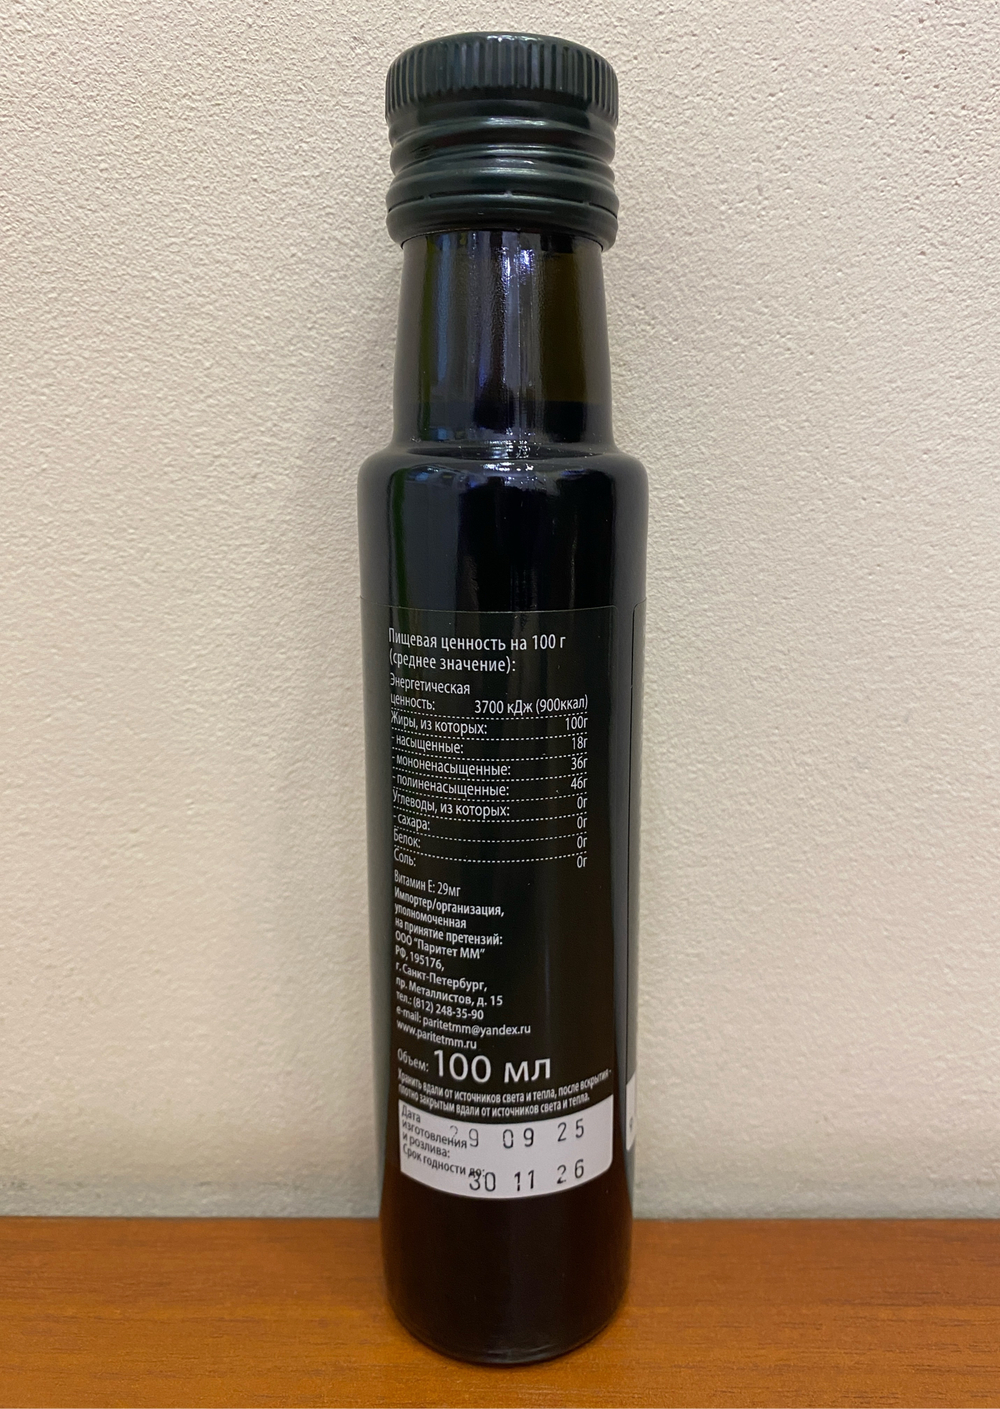 Пищевая ценность на 100 г
(среднее значение):
Энергетическая
ценность: 3700 кДж (900ккал)
Жиры, из которых: 100г
- насыщенные: 18г
- мононенасыщенные: 36г
- полиненасыщенные: 46г
Углеводы, из которых: 0г
- сахара: 0г
Белок: 0г
Соль: 0г
Витамин Е: 29мг
Импортер/организация,
уполномоченная
на принятие претензий:
ООО "Паритет ММ"
РФ, 195176,
г. Санкт-Петербург,
пр. Металлистов, д. 15
тел.: (812) 248-35-90
e-mail: paritetmm@yandex.ru
www.paritetmm.ru
Объем: 100 мл
Хранить вдали от источников света и тепла, после вскрытия -
плотно закрытым вдали от источников света и тепла.
Дата
изготовления 29 09 25
и розлива:
Срок годности до: 30 11 26